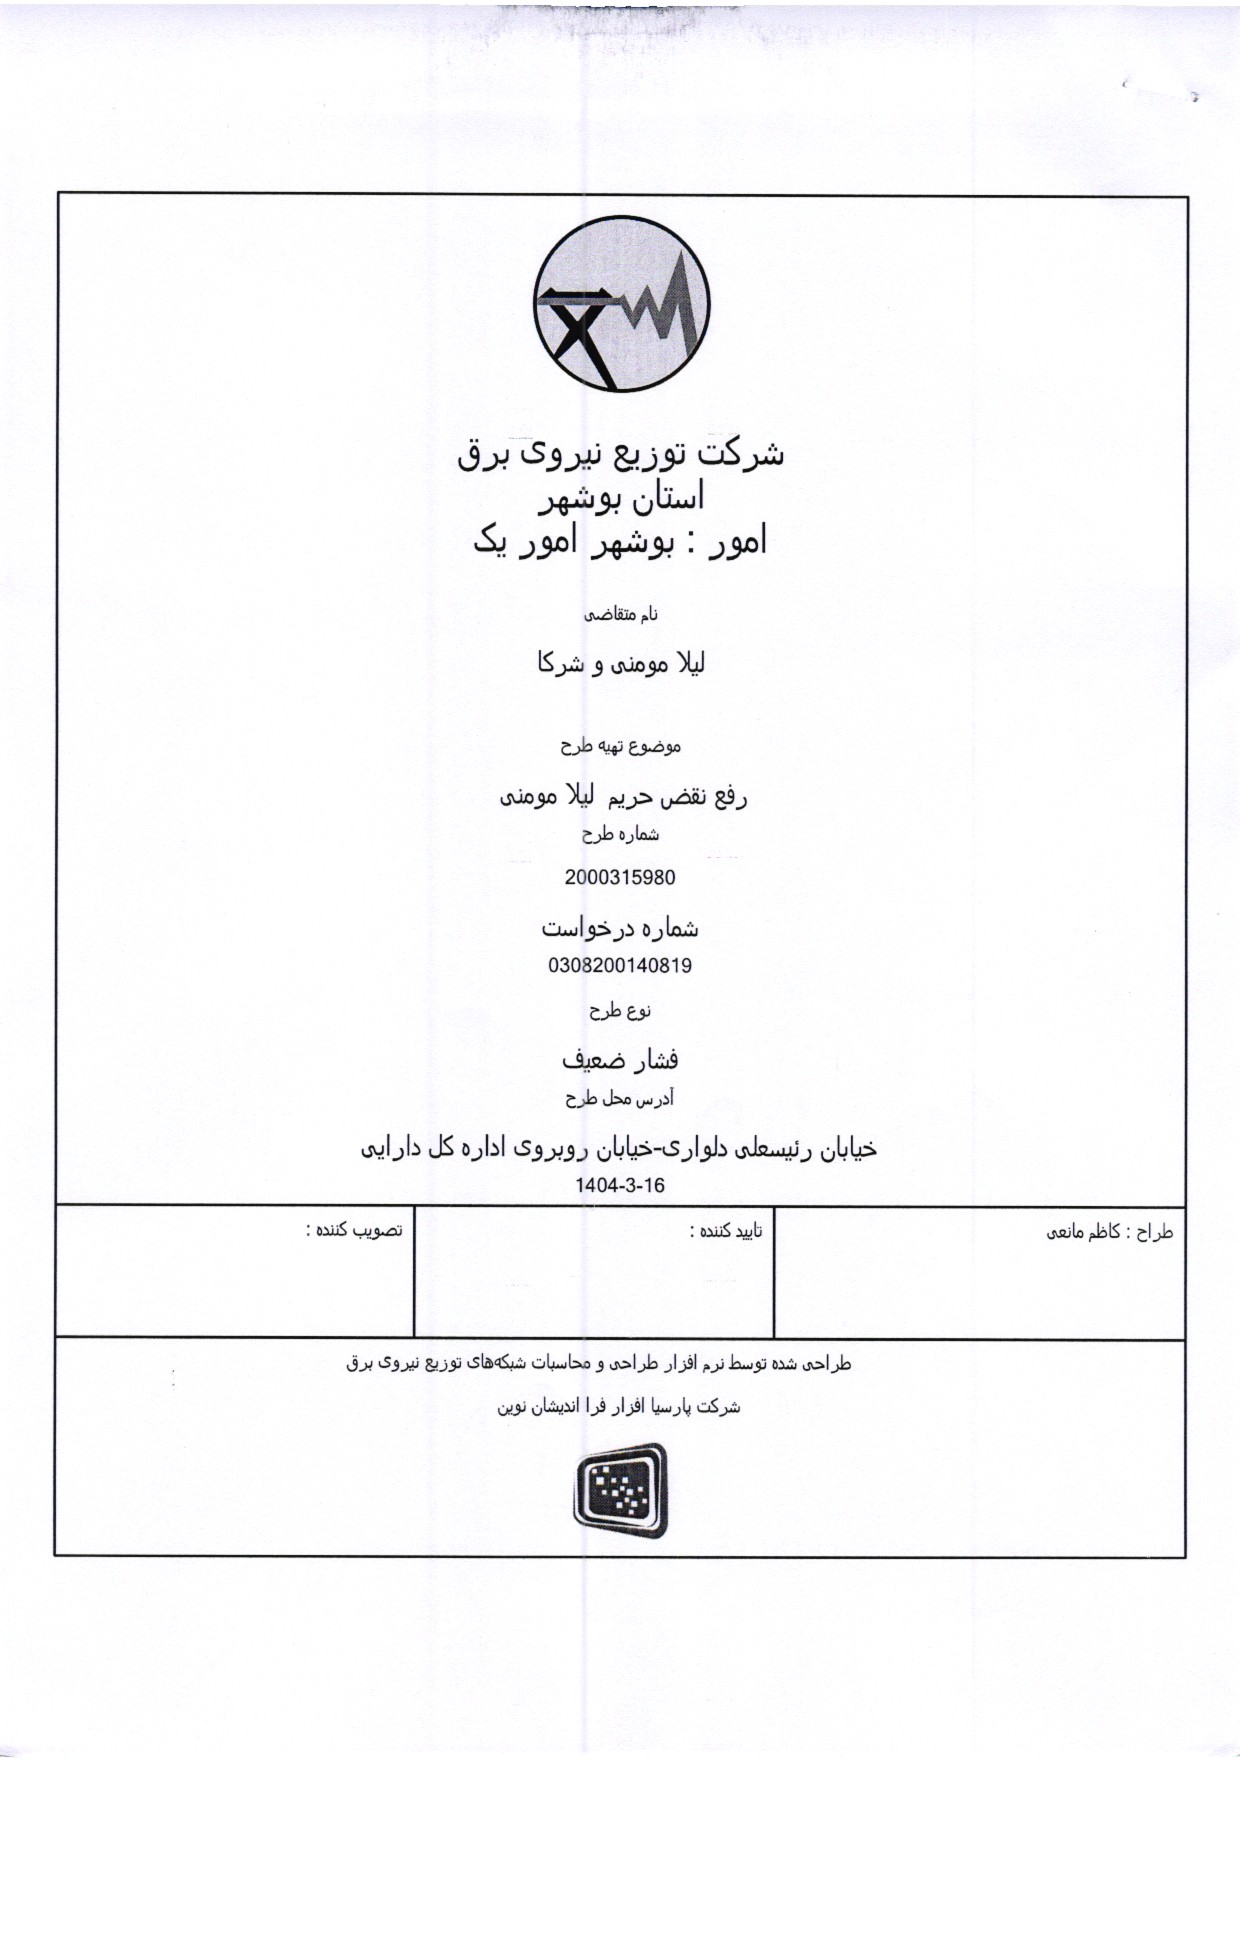 شرکت توزیع نیروی برق
استان بوشهر
امور : بوشهر امور یک
نام متقاضی
لیلا مومنی و شرکا
موضوع تهیه طرح
رفع نقض حریم لیلا مومنی
شماره طرح
2000315980
شماره درخواست
0308200140819
نوع طرح
فشار ضعیف
آدرس محل طرح
خیابان رئیسعلی دلواری-خیابان روبروی اداره کل دارایی
1404-3-16
طراح : کاظم مانعی
تایید کننده :
تصویب کننده :
طراحی شده توسط نرم افزار طراحی و محاسبات شبکه‌های توزیع نیروی برق
شرکت پارسیا افزار فرا اندیشان نوین